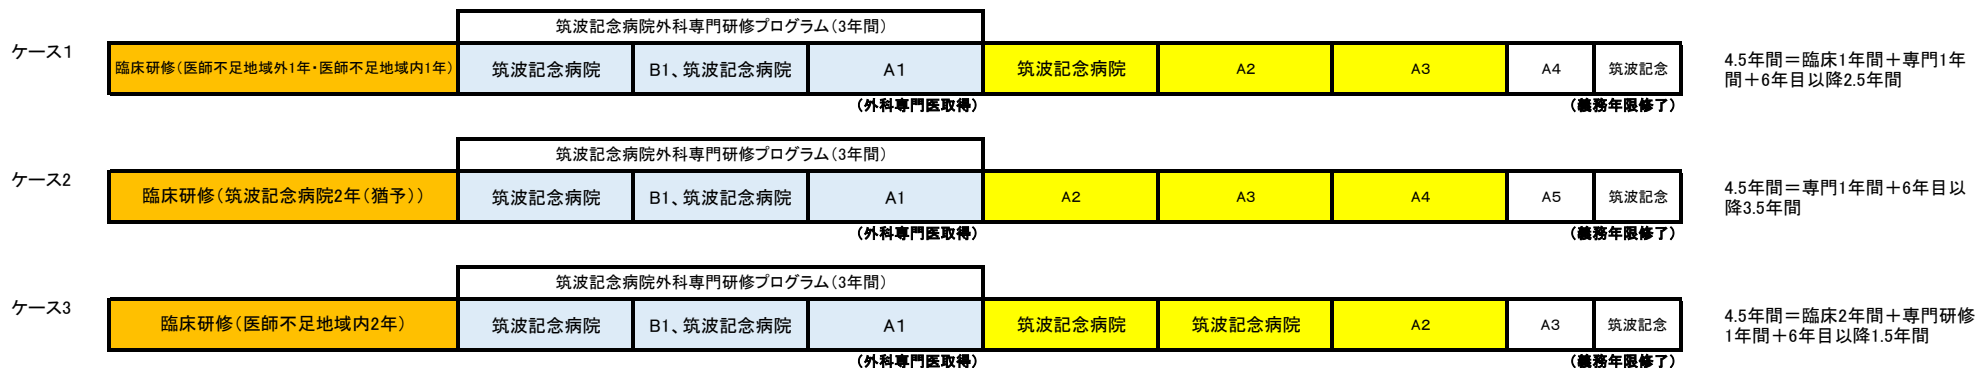 筑波記念病院外科専門研修プログラム(3年間)
ケース1
臨床研修(医師不足地域外1年・医師不足地域内1年)
筑波記念病院
B1、筑波記念病院
A1
筑波記念病院
A2
A3
A4
筑波記念
4.5年間=臨床1年間+専門1年
間+6年目以降2.5年間
(外科専門医取得)
(義務年限修了)
筑波記念病院外科専門研修プログラム(3年間)
ケース2
臨床研修(筑波記念病院2年(猶予))
筑波記念病院
B1、筑波記念病院
A1
A2
A3
A4
A5
筑波記念
4.5年間=専門1年間+6年目以
降3.5年間
(外科専門医取得)
(義務年限修了)
筑波記念病院外科専門研修プログラム(3年間)
ケース3
臨床研修(医師不足地域内2年)
筑波記念病院
B1、筑波記念病院
A1
筑波記念病院
筑波記念病院
A2
A3
筑波記念
4.5年間=臨床2年間+専門研修
1年間+6年目以降1.5年間
(外科専門医取得)
(義務年限修了)